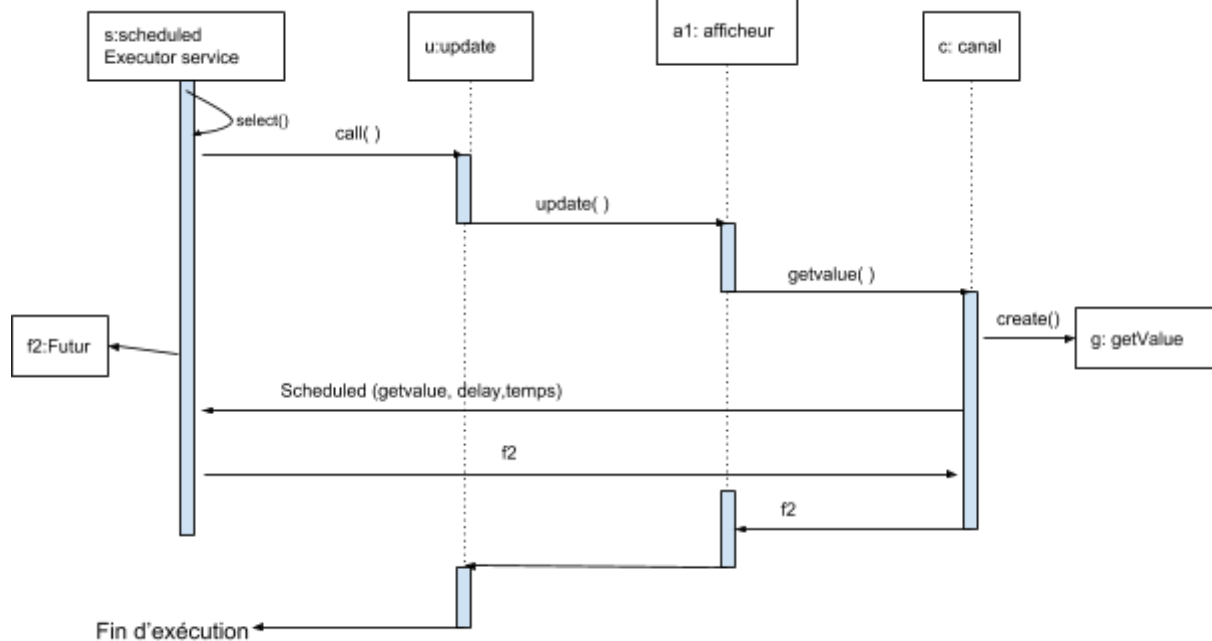 s:scheduled
Executor service
u:update
a1: afficheur
c: canal
select()
call( )
update( )
getvalue( )
create()
g: getValue
f2:Futur
Scheduled (getvalue, delay,temps)
f2
f2
Fin d'exécution